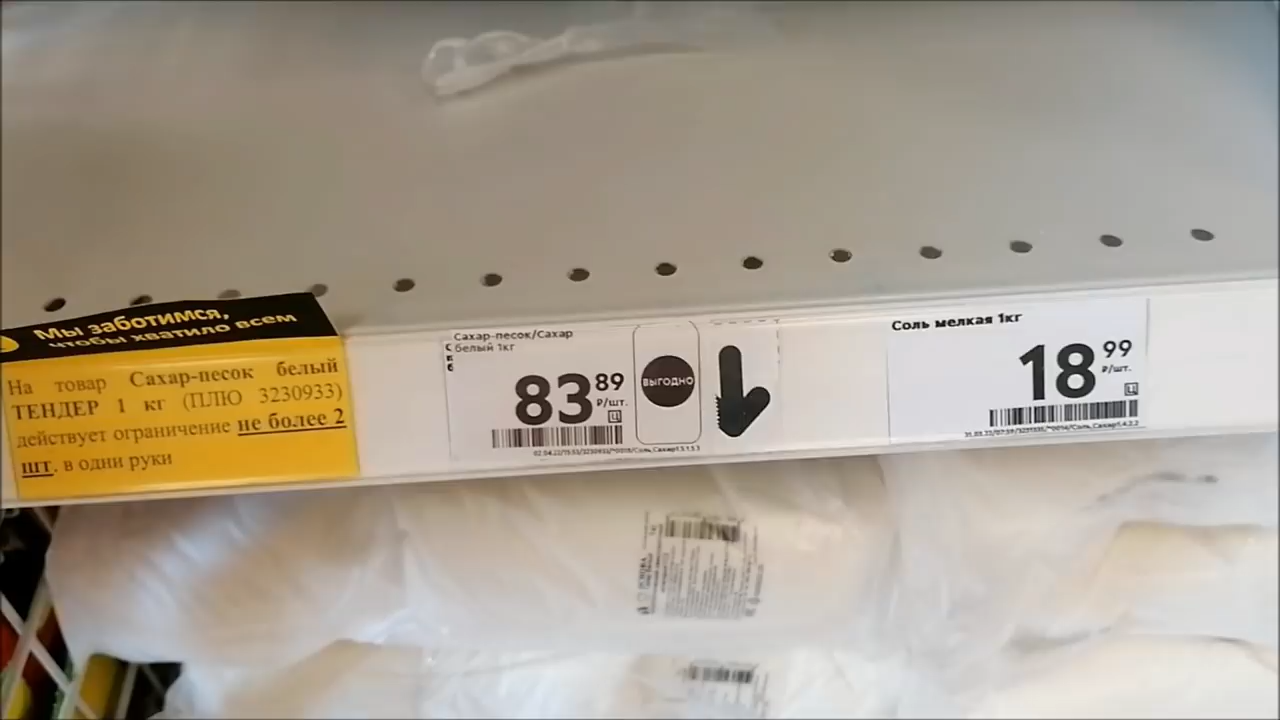 Мы заботимся,
чтобы хватило всем
На товар Сахар-песок белый
ТЕНДЕР 1 кг (ПЛЮ 3230933)
действует ограничение не более 2
шт. в одни руки
Сахар-песок/Сахар
белый 1кг
83 89
₽/шт.
Ц
ВЫГОДНО
Соль мелкая 1кг
18 99
₽/шт.
Ц